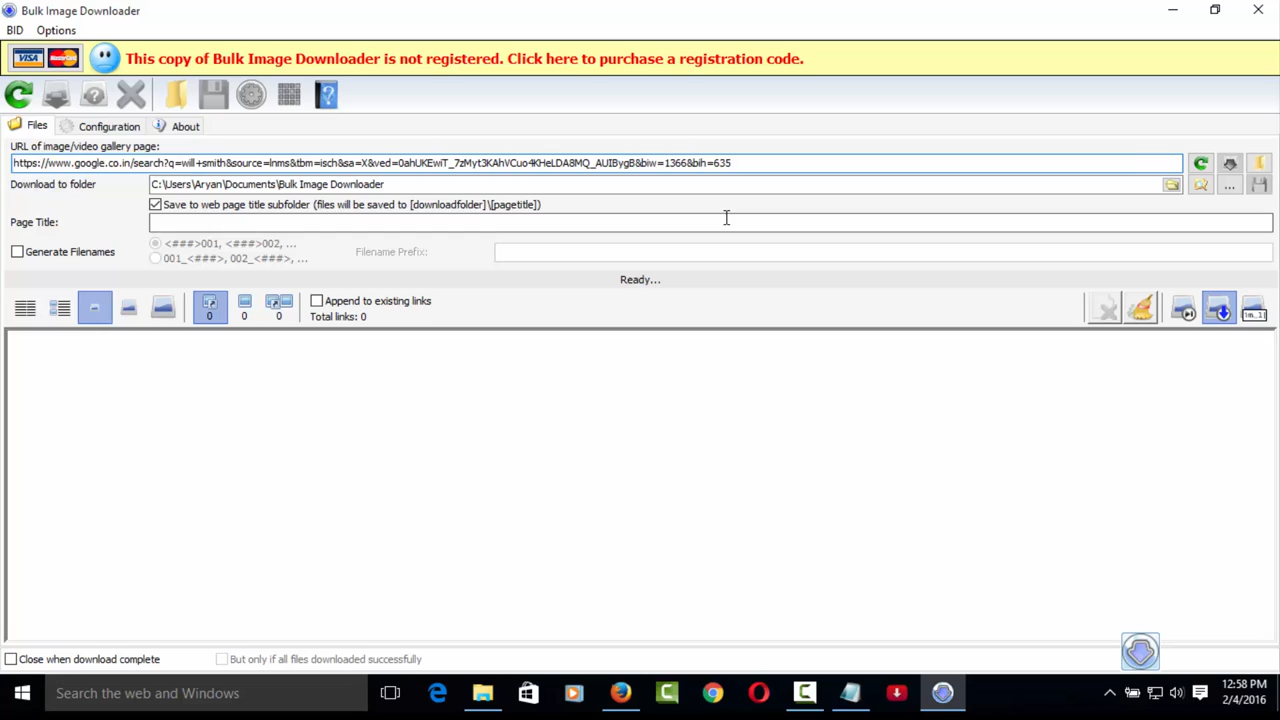 Bulk Image Downloader
BID Options
VISA MasterCard This copy of Bulk Image Downloader is not registered. Click here to purchase a registration code.
Files Configuration About
URL of image/video gallery page:
https://www.google.co.in/search?q=will+smith&source=lnms&tbm=isch&sa=X&ved=0ahUKEwiT_7zMyt3KAhVCuo4KHeLDA8MQ_AUIBygB&biw=1366&bih=635
Download to folder C:\Users\Aryan\Documents\Bulk Image Downloader ...
Save to web page title subfolder (files will be saved to [downloadfolder]\[pagetitle])
Page Title:
Generate Filenames <###>001, <###>002, ... Filename Prefix:
001_<###>, 002_<###>, ...
Ready...
0 0 0 Append to existing links
Total links: 0
Close when download complete But only if all files downloaded successfully
Search the web and Windows 12:58 PM
2/4/2016